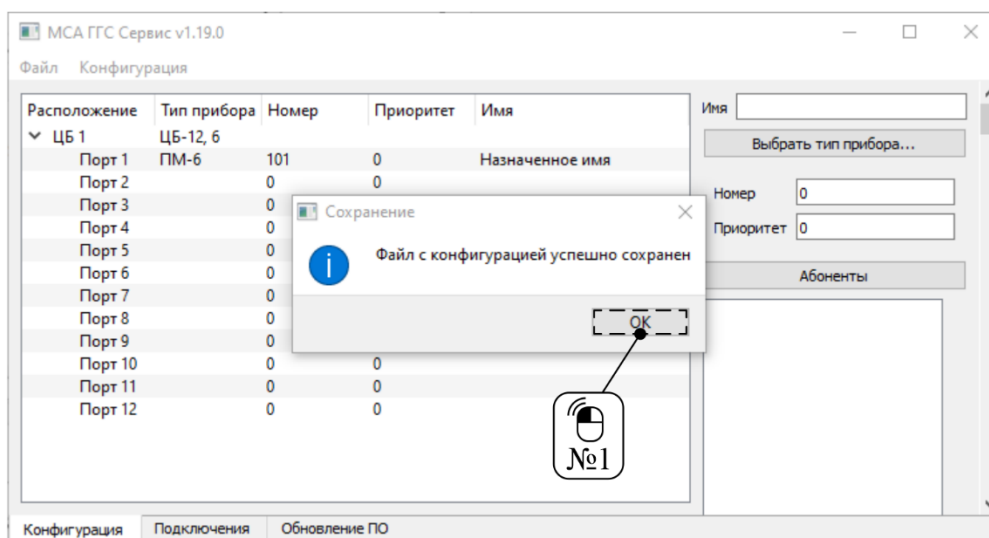 МСА ГГС Сервис v1.19.0
Файл Конфигурация
Расположение Тип прибора Номер Приоритет Имя
ЦБ 1 ЦБ-12, 6
Порт 1 ПМ-6 101 0 Назначенное имя
Порт 2 0 0
Порт 3 0
Порт 4 0
Порт 5 0
Порт 6 0
Порт 7 0
Порт 8 0
Порт 9 0
Порт 10 0 0
Порт 11 0 0
Порт 12 0 0
Имя
Выбрать тип прибора...
Номер 0
Приоритет 0
Абоненты
Сохранение
Файл с конфигурацией успешно сохранен
OK
№1
Конфигурация Подключения Обновление ПО